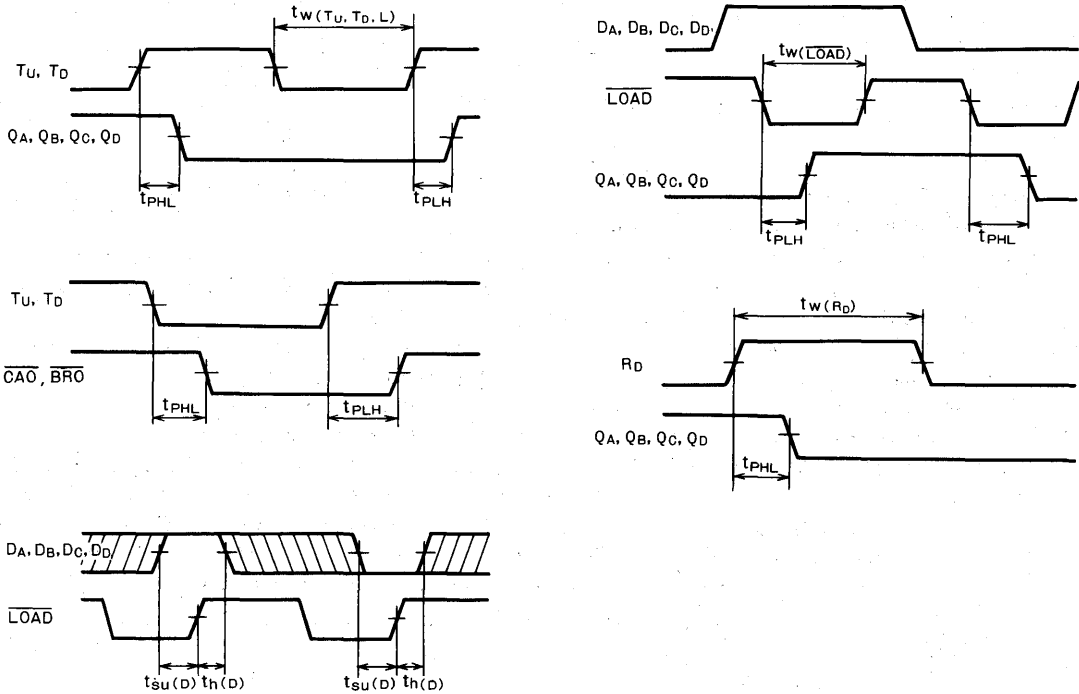 tW(TU, TD, L)
TU, TD
QA, QB, QC, QD
tPHL
tPLH
TU, TD
CAO, BRO
tPHL
tPLH
DA, DB, DC, DD
LOAD
tsu(D)
th(D)
tsu(D)
th(D)
DA, DB, DC, DD
tW(LOAD)
LOAD
QA, QB, QC, QD
tPLH
tPHL
tW(RD)
RD
QA, QB, QC, QD
tPHL